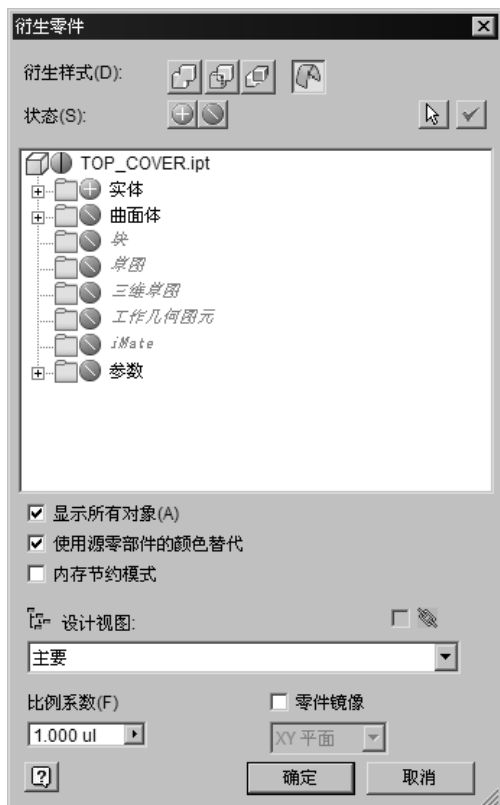 衍生零件
衍生样式(D):
状态(S):
TOP_COVER.ipt
实体
曲面体
块
草图
三维草图
工作几何图元
iMate
参数
显示所有对象(A)
使用源零部件的颜色替代
内存节约模式
设计视图:
主要
比例系数(F)
零件镜像
1.000 ul
XY 平面
确定
取消